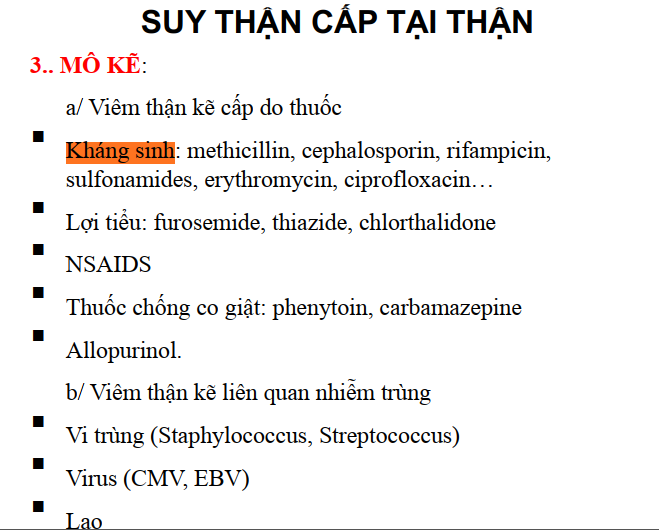 SUY THẬN CẤP TẠI THẬN
3.. MÔ KẼ:
a/ Viêm thận kẽ cấp do thuốc
▪ Kháng sinh: methicillin, cephalosporin, rifampicin,
sulfonamides, erythromycin, ciprofloxacin…
▪ Lợi tiểu: furosemide, thiazide, chlorthalidone
▪ NSAIDS
▪ Thuốc chống co giật: phenytoin, carbamazepine
▪ Allopurinol.
b/ Viêm thận kẽ liên quan nhiễm trùng
▪ Vi trùng (Staphylococcus, Streptococcus)
▪ Virus (CMV, EBV)
▪ Lao